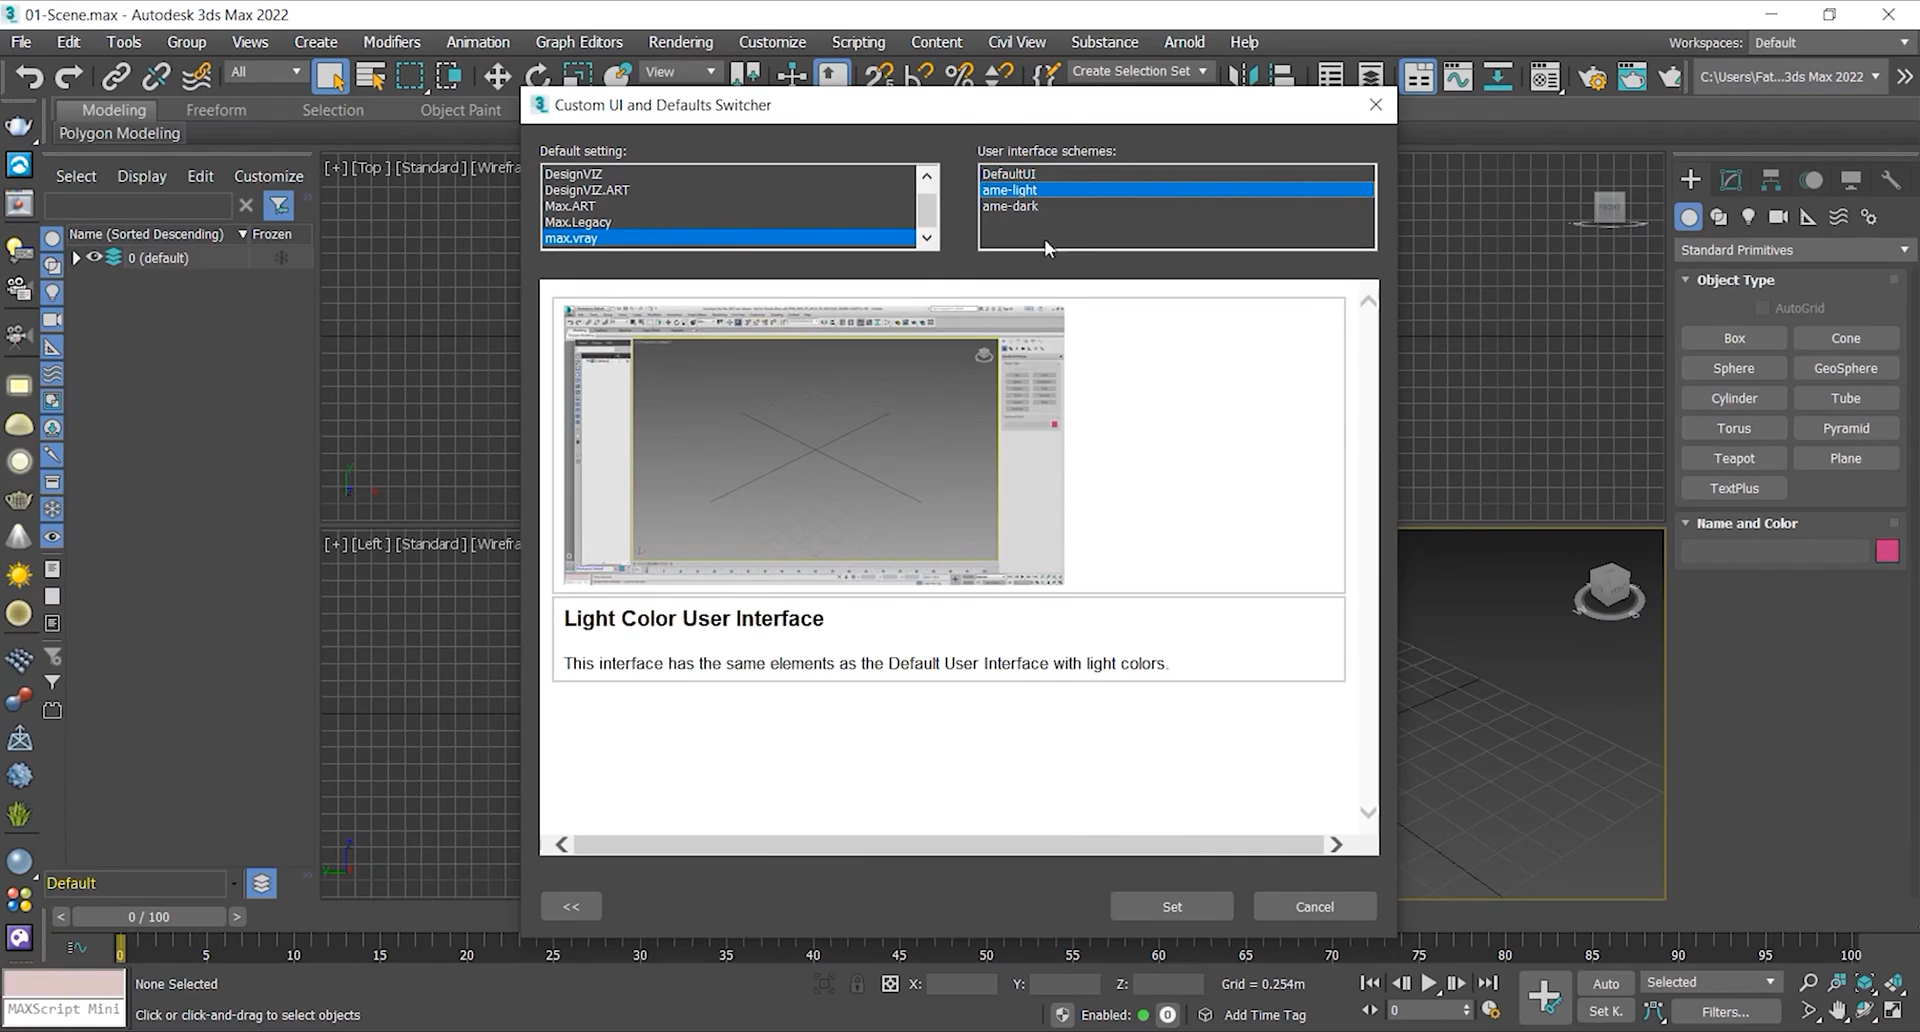 01-Scene.max - Autodesk 3ds Max 2022
File Edit Tools Group Views Create Modifiers Animation Graph Editors Rendering Customize Scripting Content Civil View Substance Arnold Help Workspaces: Default
All View Create Selection Set C:\Users\Fat...3ds Max 2022
Modeling Freeform Selection Object Paint
Polygon Modeling
Custom UI and Defaults Switcher
Select Display Edit Customize
Name (Sorted Descending) Frozen
0 (default)
Default
0 / 100
[+] [Top ] [Standard ] [Wirefra
[+] [Left ] [Standard ] [Wirefra
Default setting:
DesignVIZ
DesignVIZ.ART
Max.ART
Max.Legacy
max.vray
User interface schemes:
DefaultUI
ame-light
ame-dark
Light Color User Interface
This interface has the same elements as the Default User Interface with light colors.
<<
Set
Cancel
Standard Primitives
Object Type
AutoGrid
Box Cone
Sphere GeoSphere
Cylinder Tube
Torus Pyramid
Teapot Plane
TextPlus
Name and Color
0 5 10 15 20 25 30 35 40 45 50 55 60 65 70 75 80 85 90 95 100
None Selected X: Y: Z: Grid = 0.254m Auto Selected
MAXScript Mini
Click or click-and-drag to select objects Enabled: 0 Add Time Tag 0 Set K. Filters...